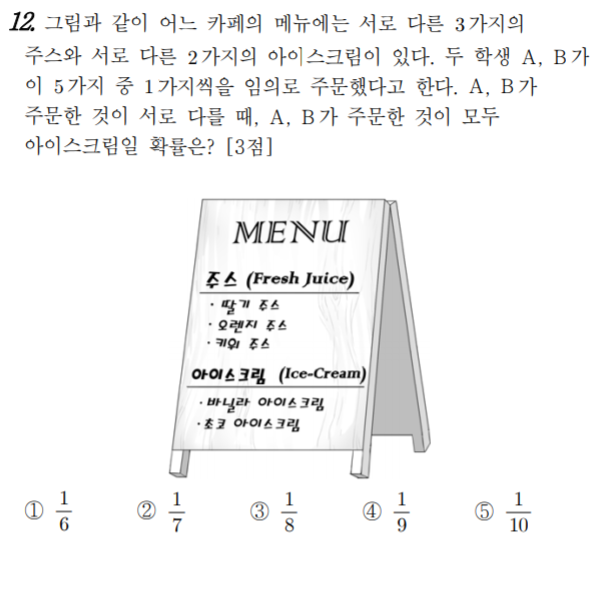 12. 그림과 같이 어느 카페의 메뉴에는 서로 다른 3가지의
주스와 서로 다른 2가지의 아이스크림이 있다. 두 학생 A, B가
이 5가지 중 1가지씩을 임의로 주문했다고 한다. A, B가
주문한 것이 서로 다를 때, A, B가 주문한 것이 모두
아이스크림일 확률은? [3점]
MENU
주스 (Fresh Juice)
· 딸기 주스
· 오렌지 주스
· 키위 주스
아이스크림 (Ice-Cream)
· 바닐라 아이스크림
· 초코 아이스크림
① 1/6 ② 1/7 ③ 1/8 ④ 1/9 ⑤ 1/10